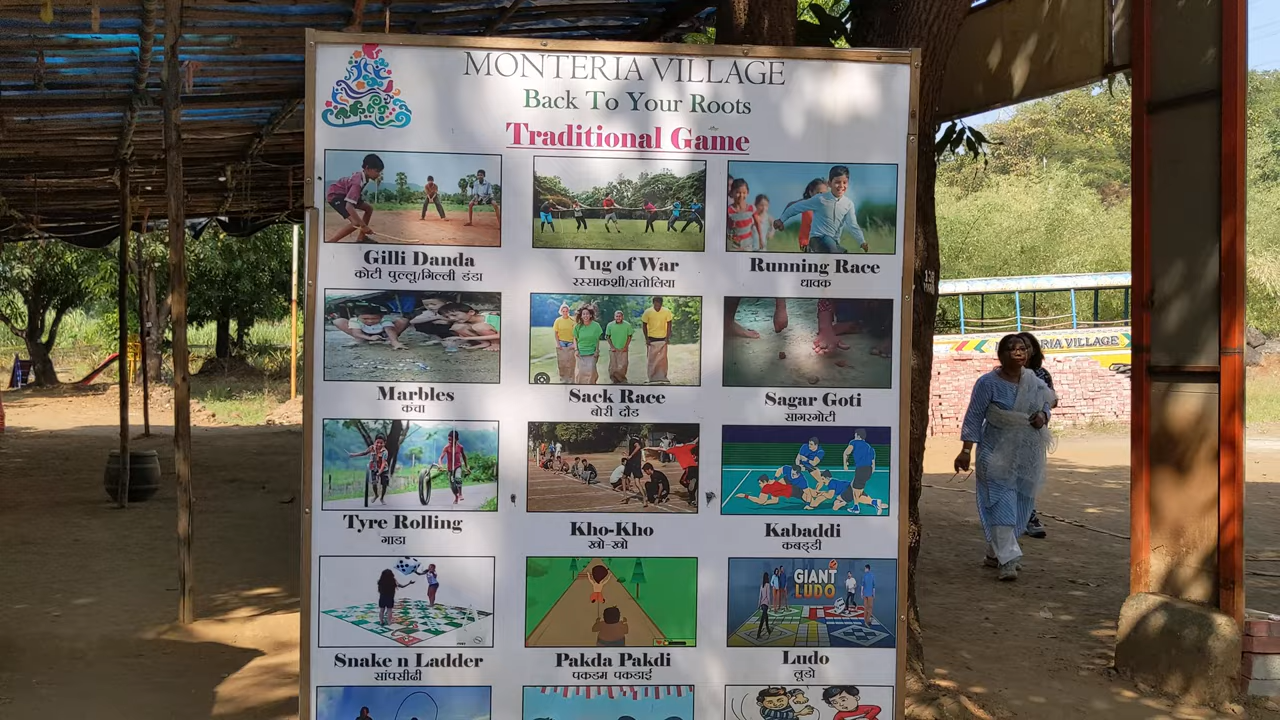 MONTERIA VILLAGE
Back To Your Roots
Traditional Game
Gilli Danda
कोटी पुल्लू/गिल्ली डंडा
Tug of War
रस्साकशी/सतोलिया
Running Race
धावक
Marbles
कंचा
Sack Race
बोरी दौड
Sagar Goti
सागरगोटी
Tyre Rolling
गाडा
Kho-Kho
खो-खो
Kabaddi
कबड्डी
GIANT
LUDO
Snake n Ladder
सांपसीढी
Pakda Pakdi
पकडम पकडाई
Ludo
लूडो
TERIA VILLAGE